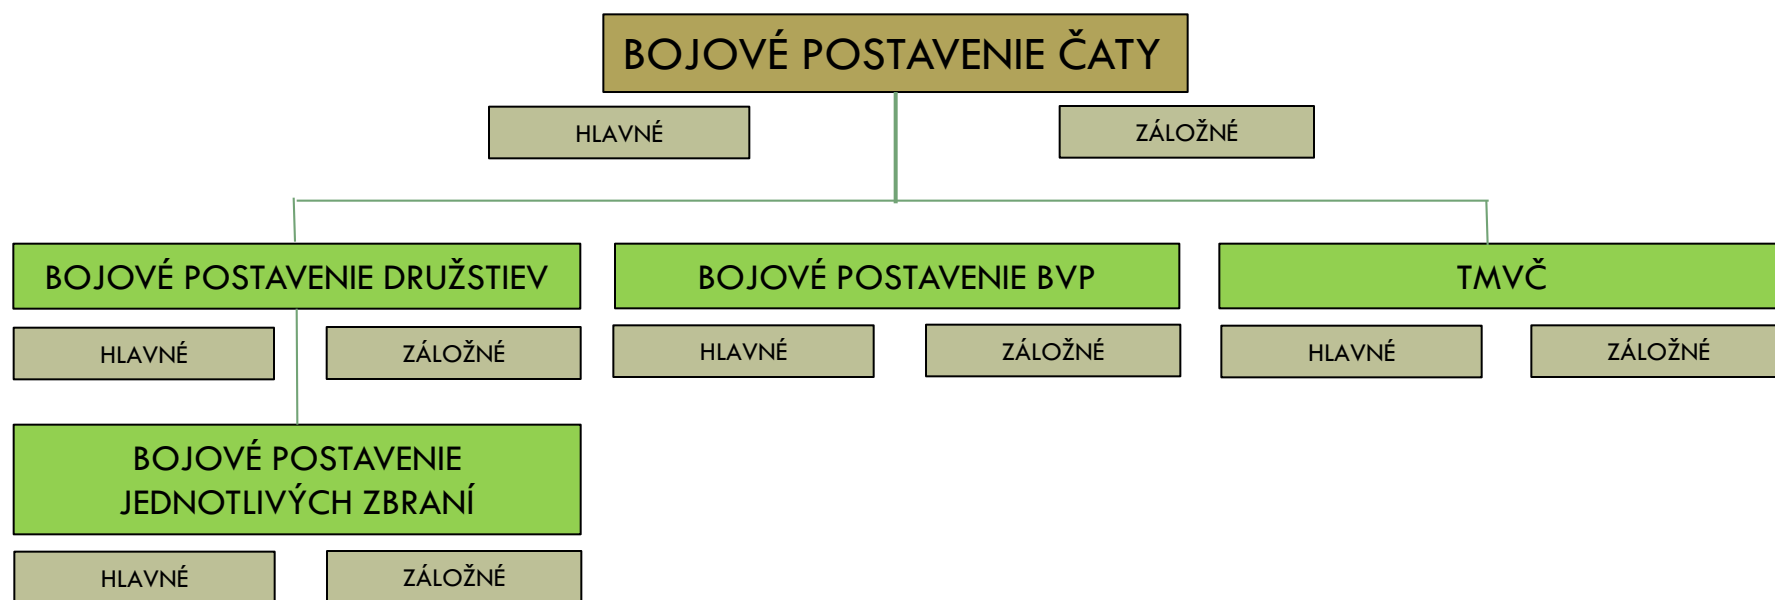 BOJOVÉ POSTAVENIE ČATY
HLAVNÉ
ZÁLOŽNÉ
BOJOVÉ POSTAVENIE DRUŽSTIEV
BOJOVÉ POSTAVENIE BVP
TMVČ
HLAVNÉ
ZÁLOŽNÉ
HLAVNÉ
ZÁLOŽNÉ
HLAVNÉ
ZÁLOŽNÉ
BOJOVÉ POSTAVENIE
JEDNOTLIVÝCH ZBRANÍ
HLAVNÉ
ZÁLOŽNÉ